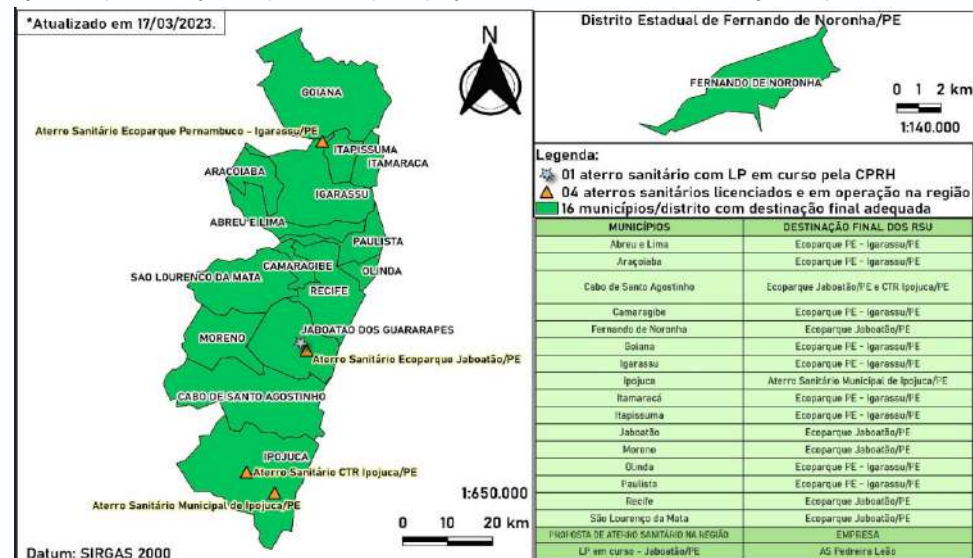 *Atualizado em 17/03/2023.
N
GOIANA
Aterro Sanitário Ecoparque Pernambuco - Igarassu/PE
ITAPISSUMA
ITAMARACA
ARAÇOIABA
IGARASSU
ABREU E LIMA
PAULISTA
CAMARAGIBE
OLINDA
SAO LOURENCO DA MATA
RECIFE
JABOATAO DOS GUARARAPES
MORENO
Aterro Sanitário Ecoparque Jaboatão/PE
CABO DE SANTO AGOSTINHO
IPOJUCA
Aterro Sanitário CTR Ipojuca/PE
Aterro Sanitário Municipal de Ipojuca/PE
1:650.000
0 10 20 km
Datum: SIRGAS 2000
Distrito Estadual de Fernando de Noronha/PE
FERNANDO DE NORONHA
0 1 2 km
1:140.000
Legenda:
01 aterro sanitário com LP em curso pela CPRH
04 aterros sanitários licenciados e em operação na região
16 municípios/distrito com destinação final adequada
MUNICÍPIOS DESTINAÇÃO FINAL DOS RSU
Abreu e Lima Ecoparque PE - Igarassu/PE
Araçoiaba Ecoparque PE - Igarassu/PE
Cabo de Santo Agostinho Ecoparque Jaboatão/PE e CTR Ipojuca/PE
Camaragibe Ecoparque PE - Igarassu/PE
Fernando de Noronha Ecoparque Jaboatão/PE
Goiana Ecoparque PE - Igarassu/PE
Igarassu Ecoparque PE - Igarassu/PE
Ipojuca Aterro Sanitário Municipal de Ipojuca/PE
Itamaracá Ecoparque PE - Igarassu/PE
Itapissuma Ecoparque PE - Igarassu/PE
Jaboatão Ecoparque Jaboatão/PE
Moreno Ecoparque Jaboatão/PE
Olinda Ecoparque PE - Igarassu/PE
Paulista Ecoparque PE - Igarassu/PE
Recife Ecoparque Jaboatão/PE
São Lourenço da Mata Ecoparque Jaboatão/PE
PROPOSTA DE ATERRO SANITÁRIO NA REGIÃO EMPRESA
LP em curso - Jaboatão/PE AS Pedreira Leão